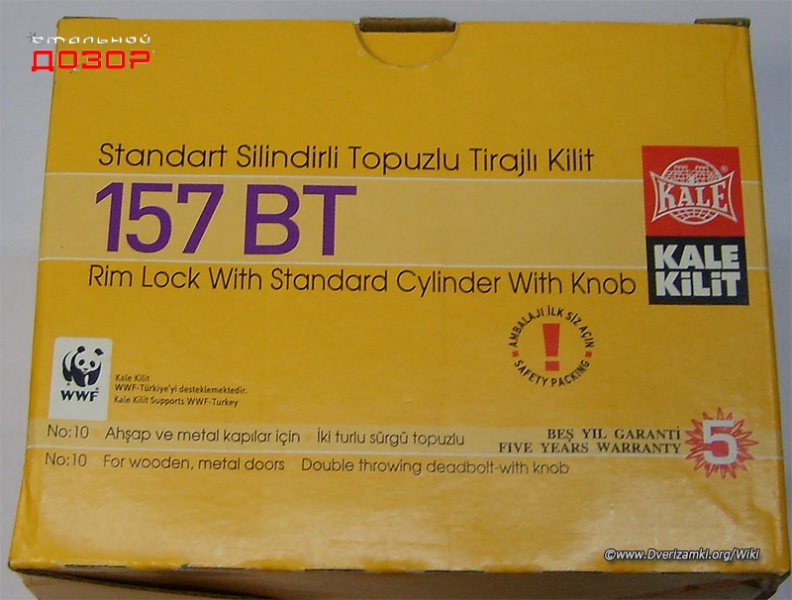 стальной
ДОЗОР
Standart Silindirli Topuzlu Tirajlı Kilit
157 BT
Rim Lock With Standard Cylinder With Knob
KALE
®
KALE
KİLİT
AMBALAJI İLK SİZ AÇIN
!
SAFETY PACKING
WWF
Kale Kilit
WWF-Türkiye'yi desteklemektedir.
Kale Kilit Supports WWF-Turkey
No:10 Ahşap ve metal kapılar için İki turlu sürgü topuzlu
BEŞ YIL GARANTİ
FIVE YEARS WARRANTY
5
No:10 For wooden, metal doors Double throwing deadbolt-with knob
©www.Dverizamki.org/Wiki